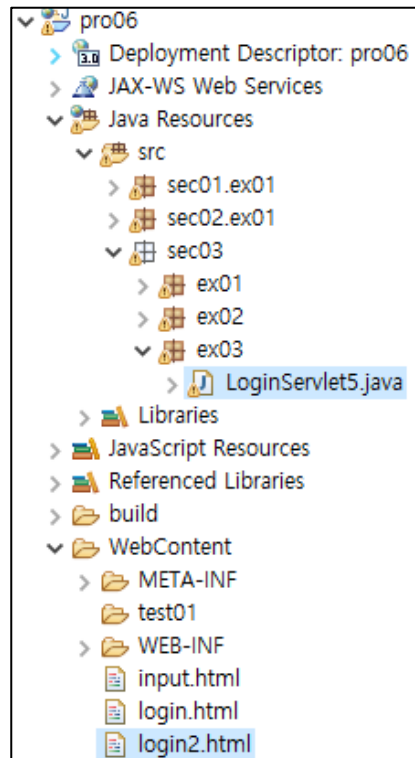 pro06
3.0 Deployment Descriptor: pro06
JAX-WS Web Services
Java Resources
src
sec01.ex01
sec02.ex01
sec03
ex01
ex02
ex03
J LoginServlet5.java
Libraries
JavaScript Resources
Referenced Libraries
build
WebContent
META-INF
test01
WEB-INF
input.html
login.html
login2.html